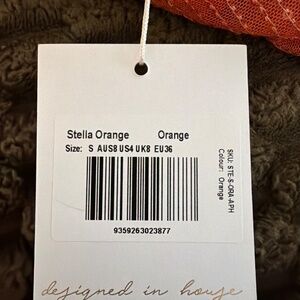 Stella Orange Orange
Size: S AUS8 US4 UK8 EU36
9359263023877
SKU: STE-S-ORA-APH
Colour: Orange
designed in house